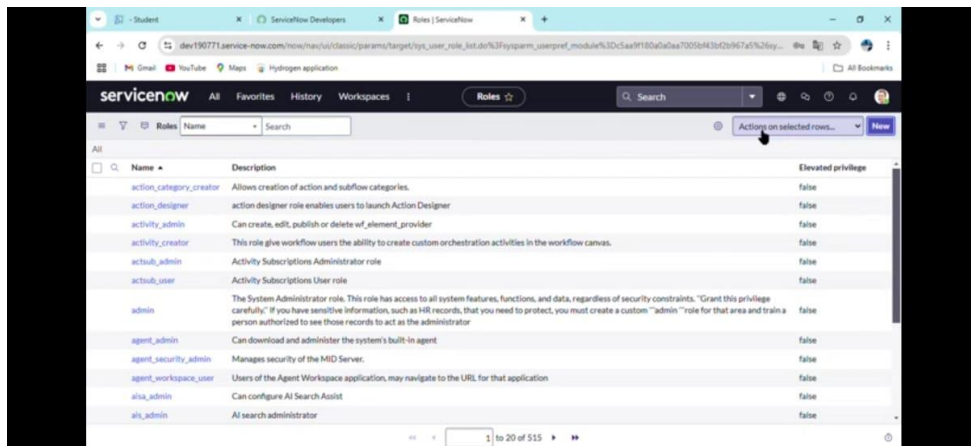 - Student
ServiceNow Developers
Roles | ServiceNow
dev190771.service-now.com/now/nav/ui/classic/params/target/sys_user_role_list.do%3Fsysparm_userpref_module%3Dc5aa9f180a0a0aa7005bf43bf2b967a5%26sy...
Gmail YouTube Maps Hydrogen application All Bookmarks
servicenow All Favorites History Workspaces Roles Search
Roles Name Search Actions on selected rows... New
All
Name Description Elevated privilege
action_category_creator Allows creation of action and subflow categories. false
action_designer action designer role enables users to launch Action Designer false
activity_admin Can create, edit, publish or delete wf_element_provider false
activity_creator This role give workflow users the ability to create custom orchestration activities in the workflow canvas. false
actsub_admin Activity Subscriptions Administrator role false
actsub_user Activity Subscriptions User role false
The System Administrator role. This role has access to all system features, functions, and data, regardless of security constraints. "Grant this privilege
admin carefully." If you have sensitive information, such as HR records, that you need to protect, you must create a custom ""admin ""role for that area and train a false
person authorized to see those records to act as the administrator
agent_admin Can download and administer the system's built-in agent false
agent_security_admin Manages security of the MID Server. false
agent_workspace_user Users of the Agent Workspace application, may navigate to the URL for that application false
aisa_admin Can configure AI Search Assist false
ais_admin AI search administrator false
1 to 20 of 515